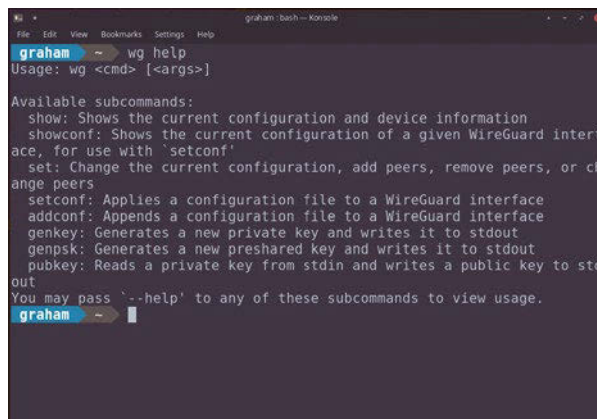 graham : bash — Konsole
File Edit View Bookmarks Settings Help
graham ~ wg help
Usage: wg <cmd> [<args>]
Available subcommands:
show: Shows the current configuration and device information
showconf: Shows the current configuration of a given WireGuard interf
ace, for use with `setconf'
set: Change the current configuration, add peers, remove peers, or ch
ange peers
setconf: Applies a configuration file to a WireGuard interface
addconf: Appends a configuration file to a WireGuard interface
genkey: Generates a new private key and writes it to stdout
genpsk: Generates a new preshared key and writes it to stdout
pubkey: Reads a private key from stdin and writes a public key to std
out
You may pass `--help' to any of these subcommands to view usage.
graham ~